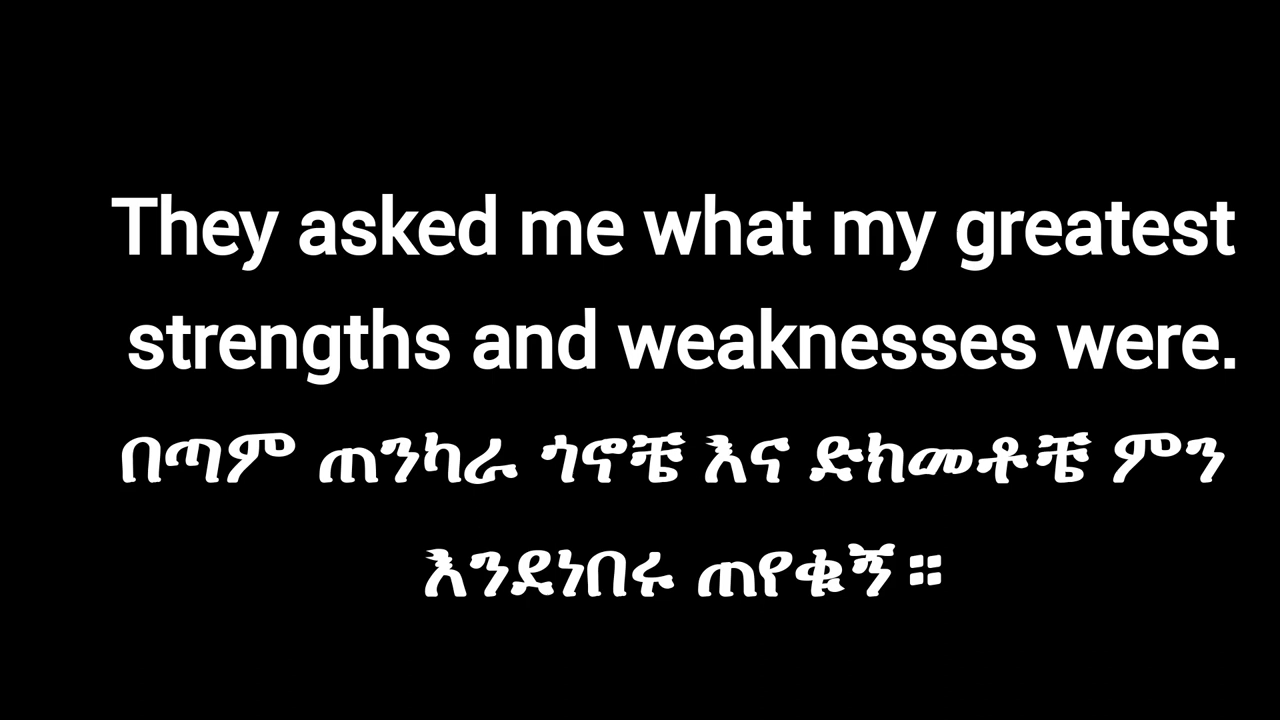 They asked me what my greatest
strengths and weaknesses were.
በጣም ጠንካራ ጎኖቼ እና ድክመቶቼ ምን
እንደነበሩ ጠየቁኝ።